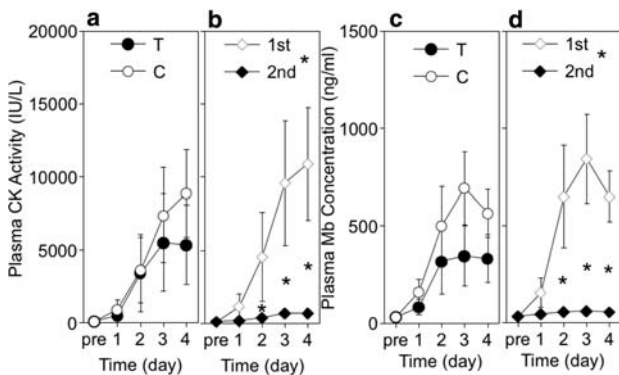 a b c d
20000 1500
T 1st T 1st
C 2nd C 2nd
* *
Plasma CK Activity (IU/L)
Plasma Mb Concentration (ng/ml)
15000 1000
10000
5000 500
* * * * * *
0 0
pre 1 2 3 4 pre 1 2 3 4 pre 1 2 3 4 pre 1 2 3 4
Time (day) Time (day) Time (day) Time (day)